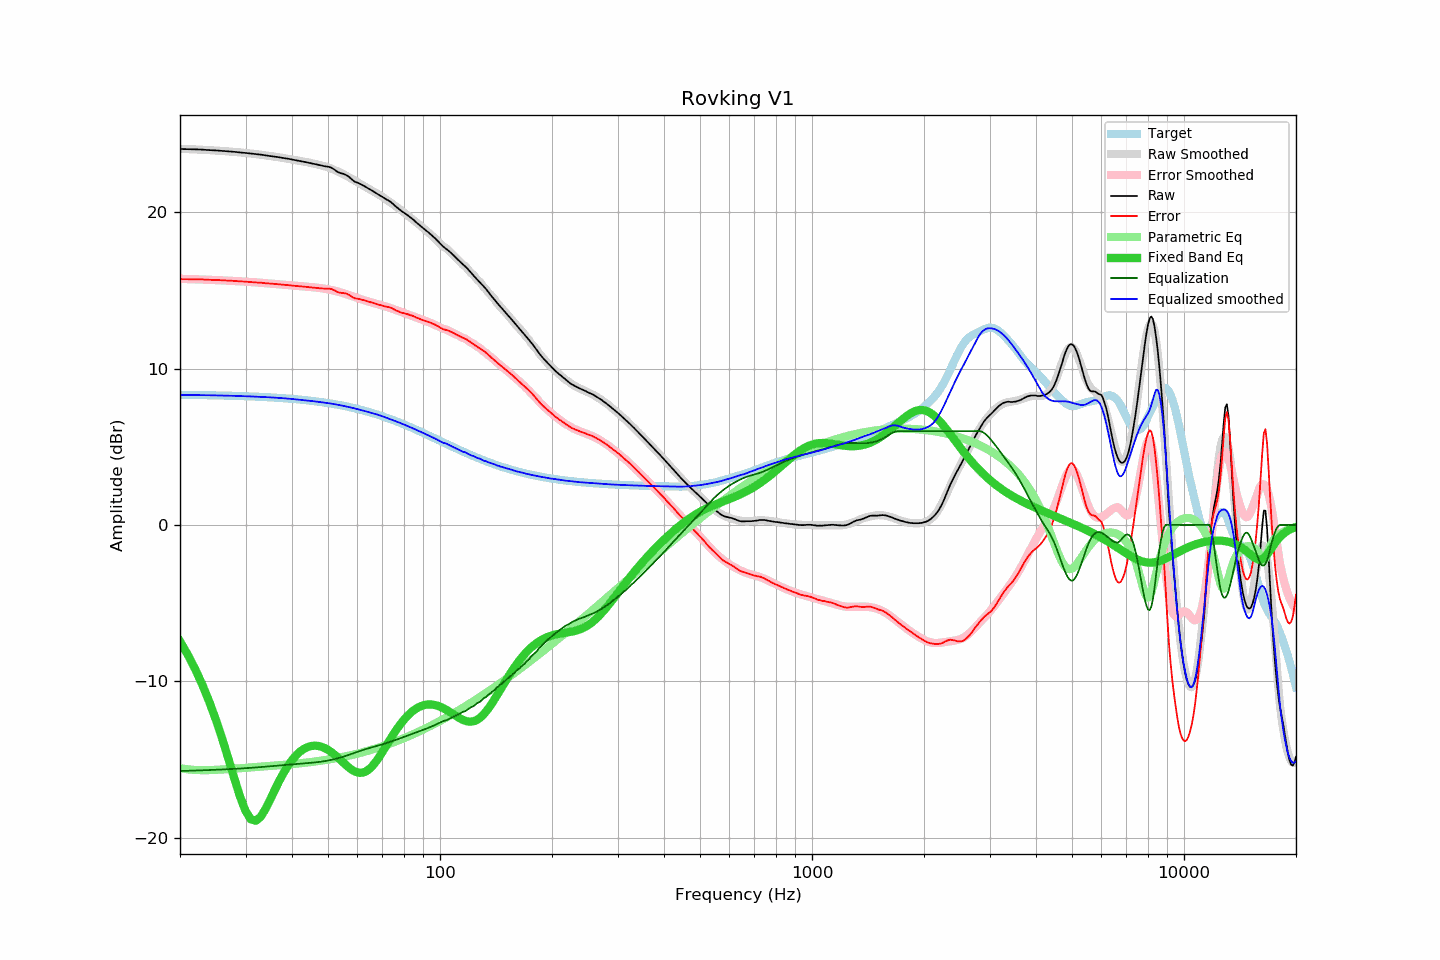 Rovking V1
Target
Raw Smoothed
Error Smoothed
Raw
Error
Parametric Eq
Fixed Band Eq
Equalization
Equalized smoothed
Amplitude (dBr)
20
10
0
−10
−20
100
1000
10000
Frequency (Hz)